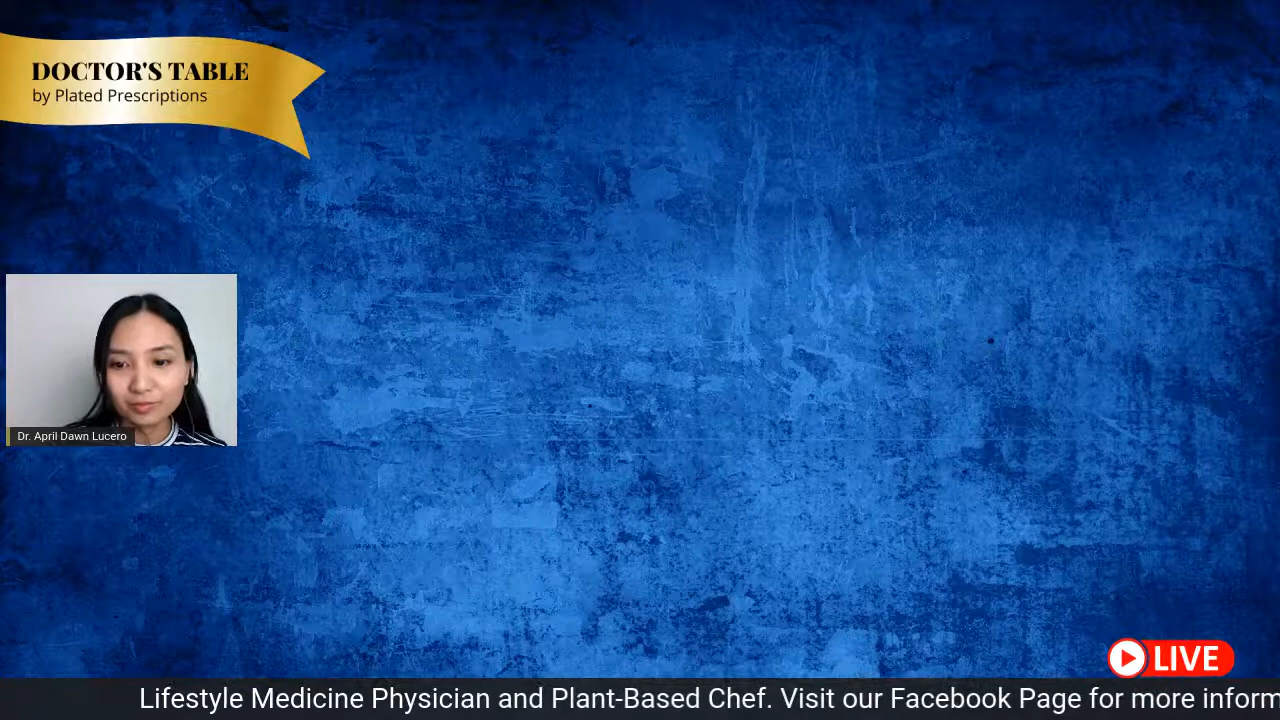 DOCTOR'S TABLE
by Plated Prescriptions
Dr. April Dawn Lucero
LIVE
Lifestyle Medicine Physician and Plant-Based Chef. Visit our Facebook Page for more inform